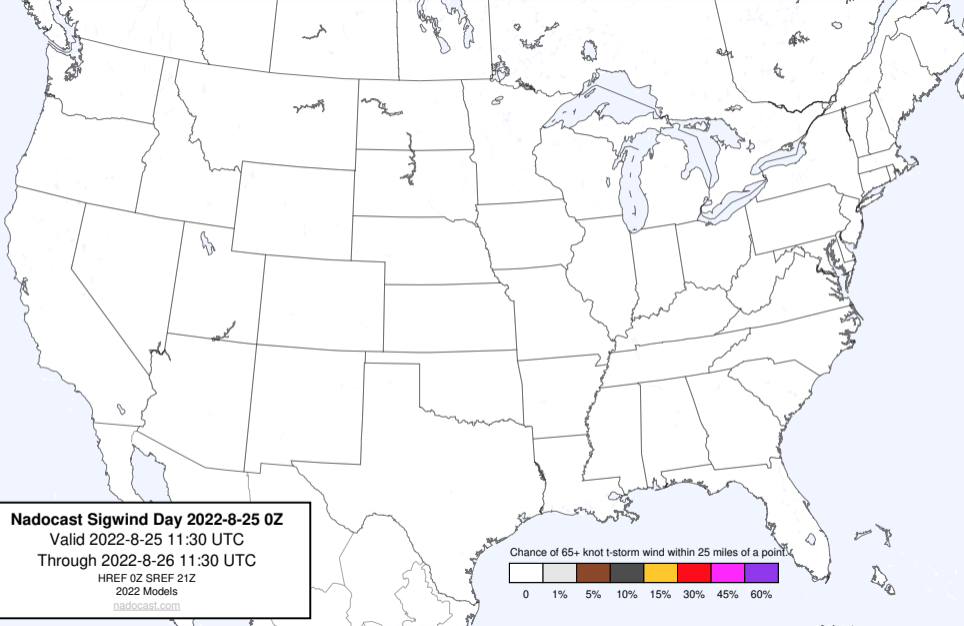 Nadocast Sigwind Day 2022-8-25 0Z
Valid 2022-8-25 11:30 UTC
Through 2022-8-26 11:30 UTC
HREF 0Z SREF 21Z
2022 Models
nadocast.com
Chance of 65+ knot t-storm wind within 25 miles of a point.
0 1% 5% 10% 15% 30% 45% 60%